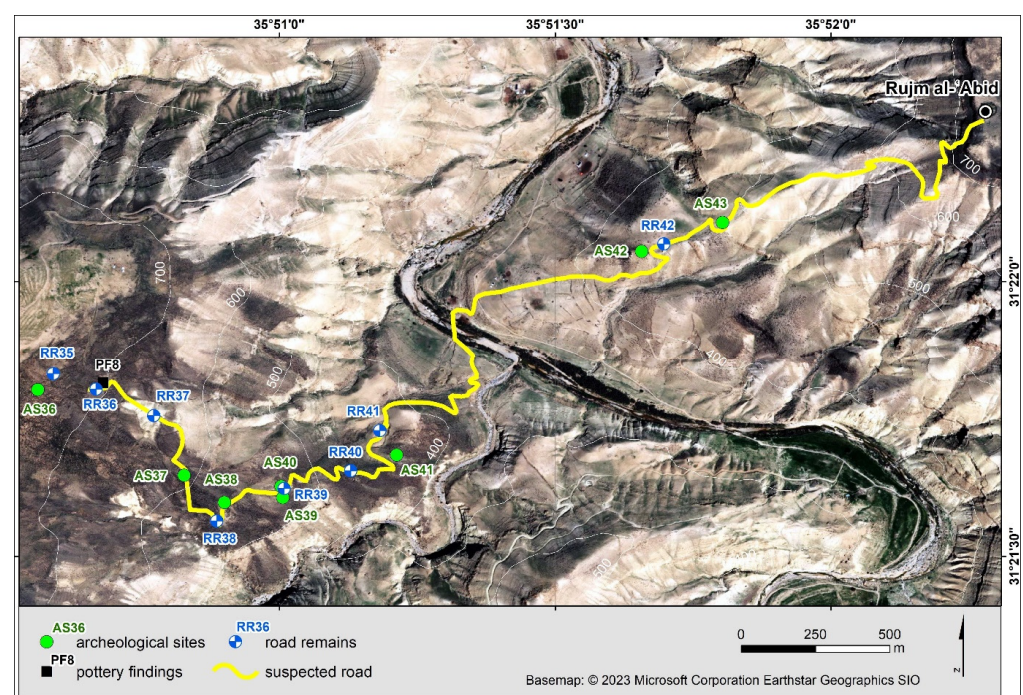 35°51'0"
35°51'30"
35°52'0"
Rujm al-ʿAbid
700
AS43
RR42
600
AS42
31°22'0"
700
600
500
400
RR35
PF8
500
AS36
RR36
RR37
RR41
400
AS37
AS38
AS40
RR40
AS41
RR39
AS39
RR38
31°21'30"
500
AS36
archeological sites
RR36
road remains
PF8
pottery findings
suspected road
0 250 500
m
Basemap: © 2023 Microsoft Corporation Earthstar Geographics SIO
z